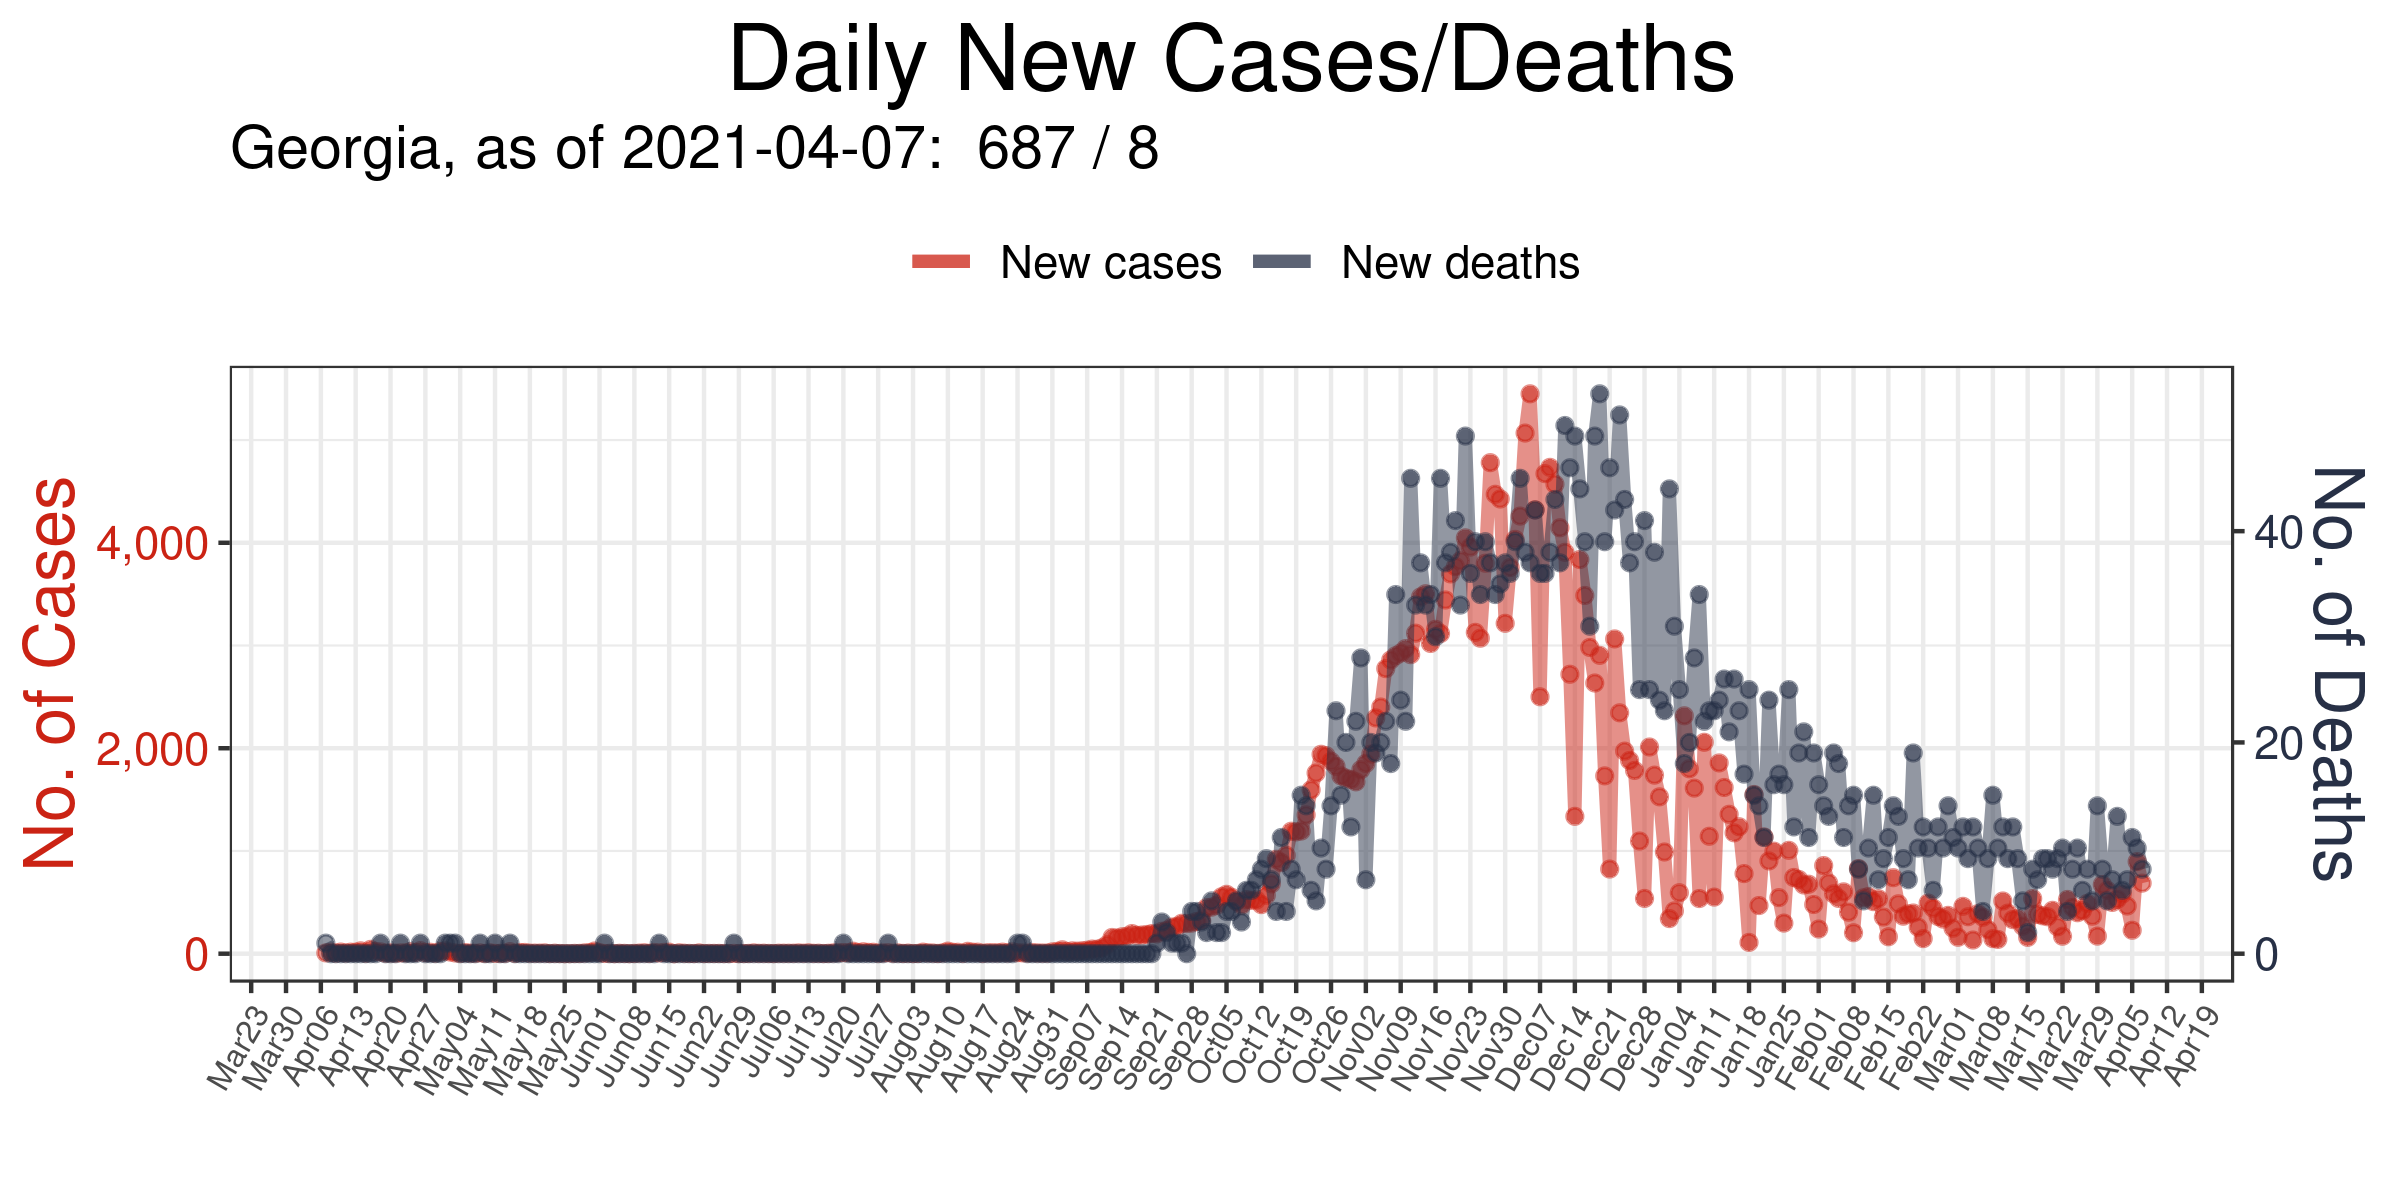 Daily New Cases/Deaths
Georgia, as of 2021-04-07:  687 / 8
New cases New deaths
No. of Cases
4,000
2,000
0
40
20
0
No. of Deaths
Mar23 Mar30 Apr06 Apr13 Apr20 Apr27 May04 May11 May18 May25 Jun01 Jun08 Jun15 Jun22 Jun29 Jul06 Jul13 Jul20 Jul27 Aug03 Aug10 Aug17 Aug24 Aug31 Sep07 Sep14 Sep21 Sep28 Oct05 Oct12 Oct19 Oct26 Nov02 Nov09 Nov16 Nov23 Nov30 Dec07 Dec14 Dec21 Dec28 Jan04 Jan11 Jan18 Jan25 Feb01 Feb08 Feb15 Feb22 Mar01 Mar08 Mar15 Mar22 Mar29 Apr05 Apr12 Apr19